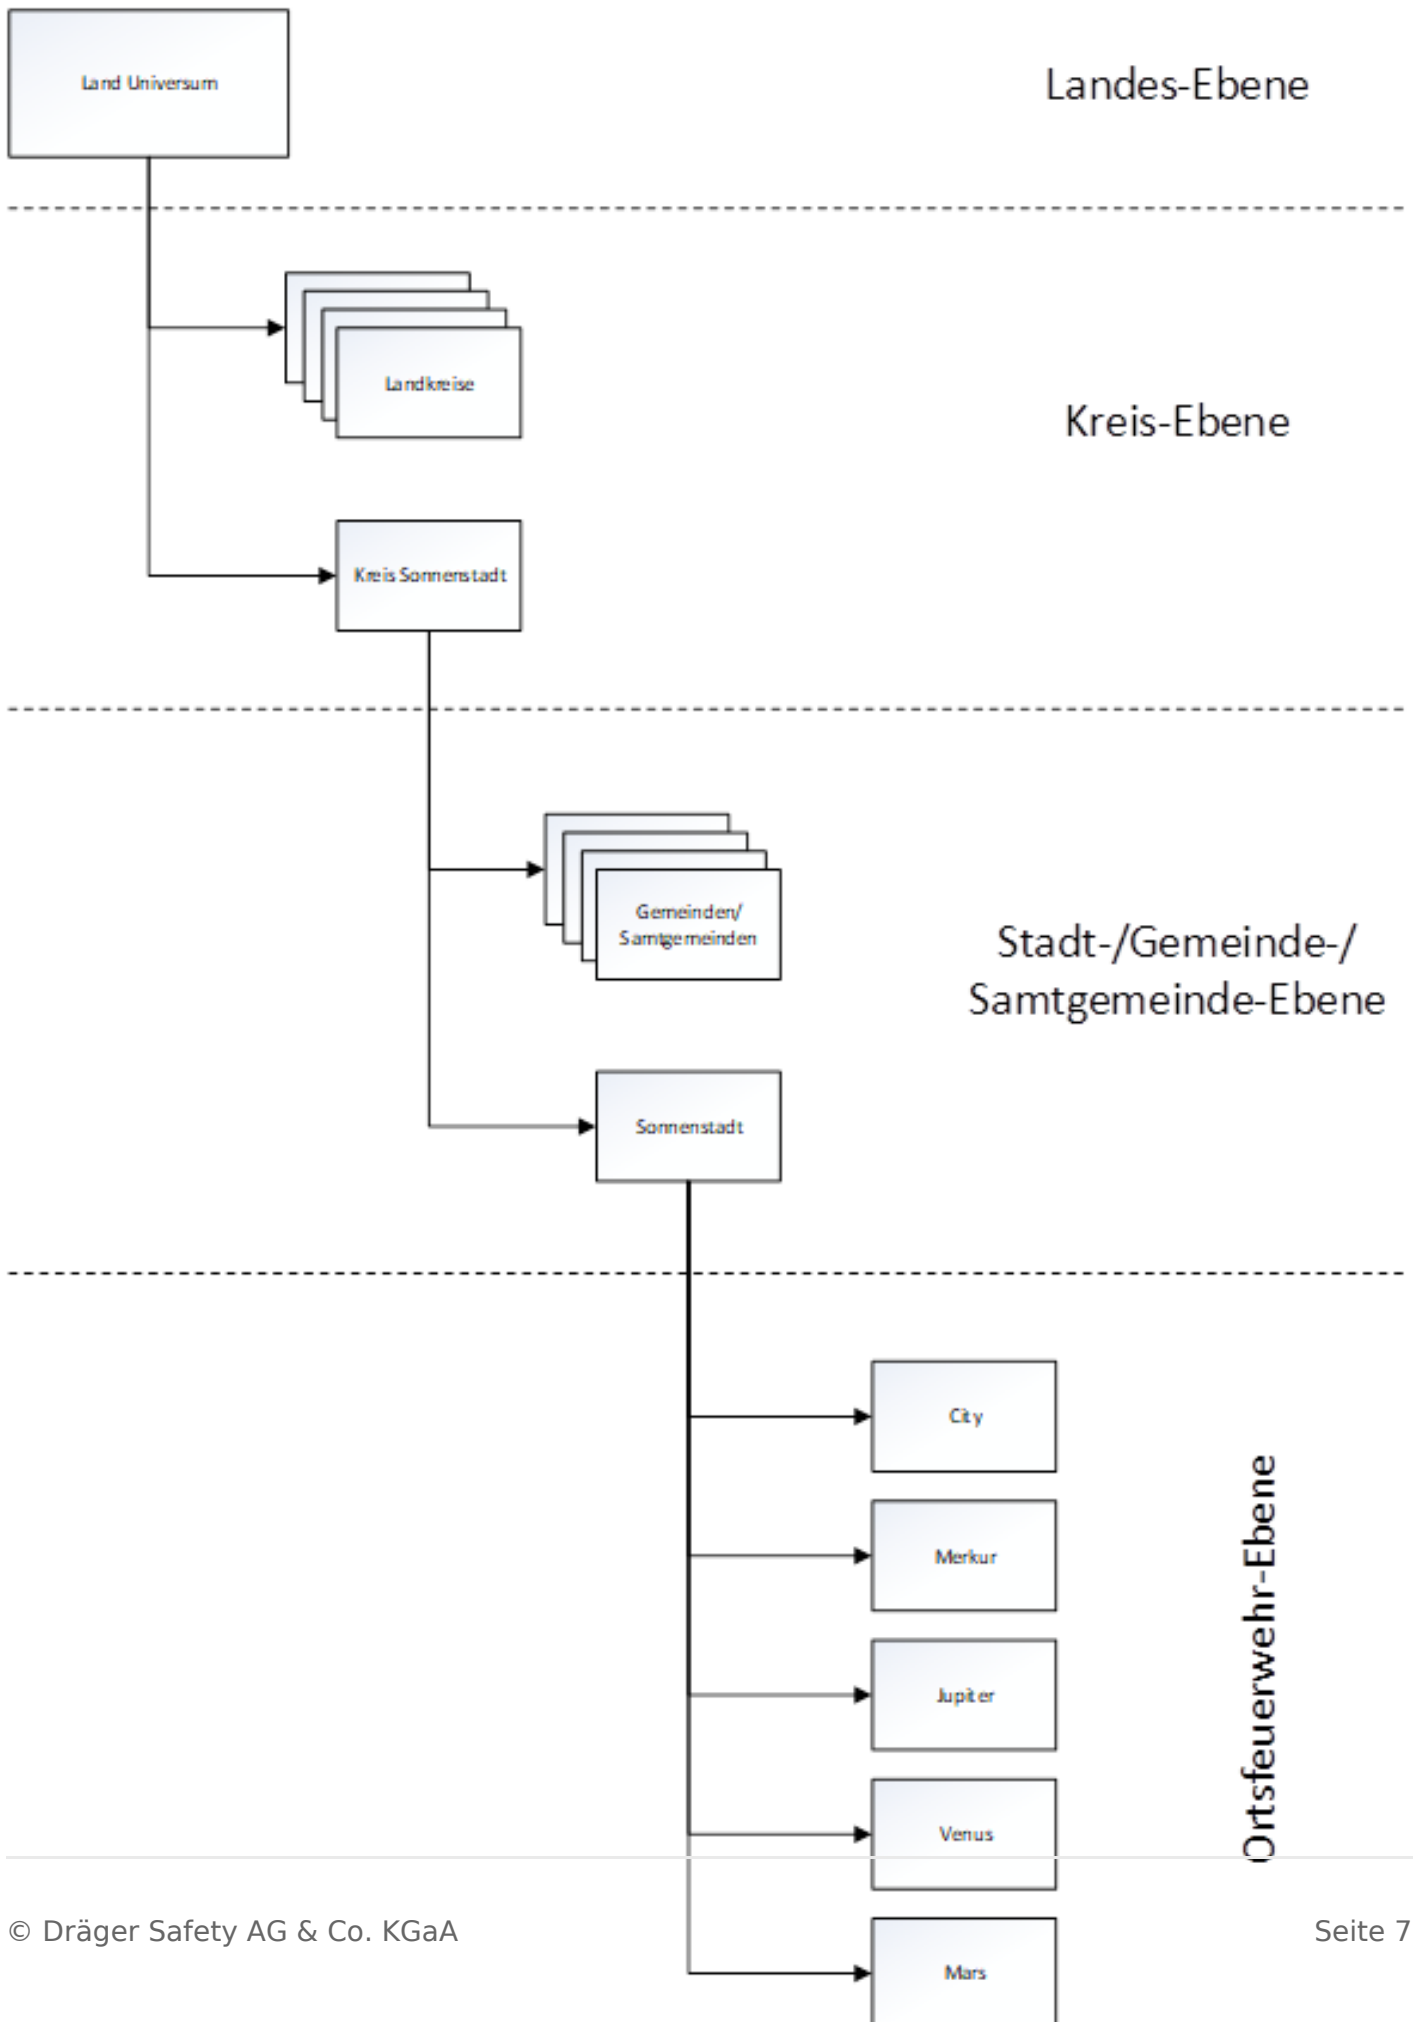 Land Universum
Landes-Ebene
Landkreise
Kreis-Ebene
Kreis Sonnenstadt
Gemeinden/
Samtgemeinden
Stadt-/Gemeinde-/
Samtgemeinde-Ebene
Sonnenstadt
City
Merkur
Jupiter
Venus
Ortsfeuerwehr-Ebene
© Dräger Safety AG & Co. KGaA
Seite 7
Mars